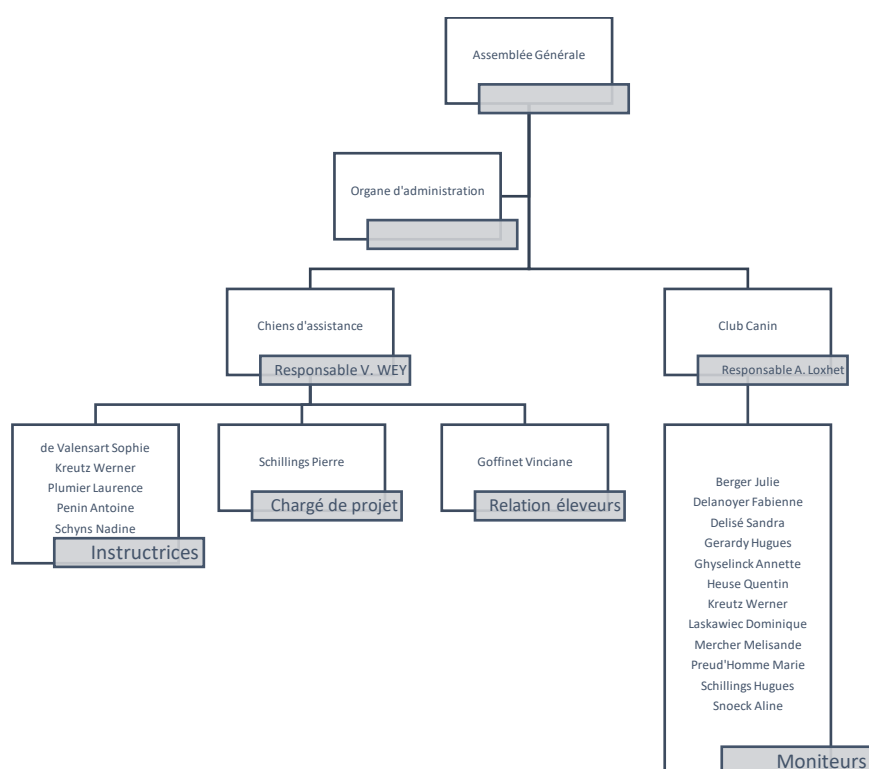 Assemblée Générale
Organe d'administration
Chiens d'assistance
Responsable V. WEY
Club Canin
Responsable A. Loxhet
de Valensart Sophie
Kreutz Werner
Plumier Laurence
Penin Antoine
Schyns Nadine
Instructrices
Schillings Pierre
Chargé de projet
Goffinet Vinciane
Relation éleveurs
Berger Julie
Delanoyer Fabienne
Delisé Sandra
Gerardy Hugues
Ghyselinck Annette
Heuse Quentin
Kreutz Werner
Laskawiec Dominique
Mercher Melisande
Preud'Homme Marie
Schillings Hugues
Snoeck Aline
Moniteurs